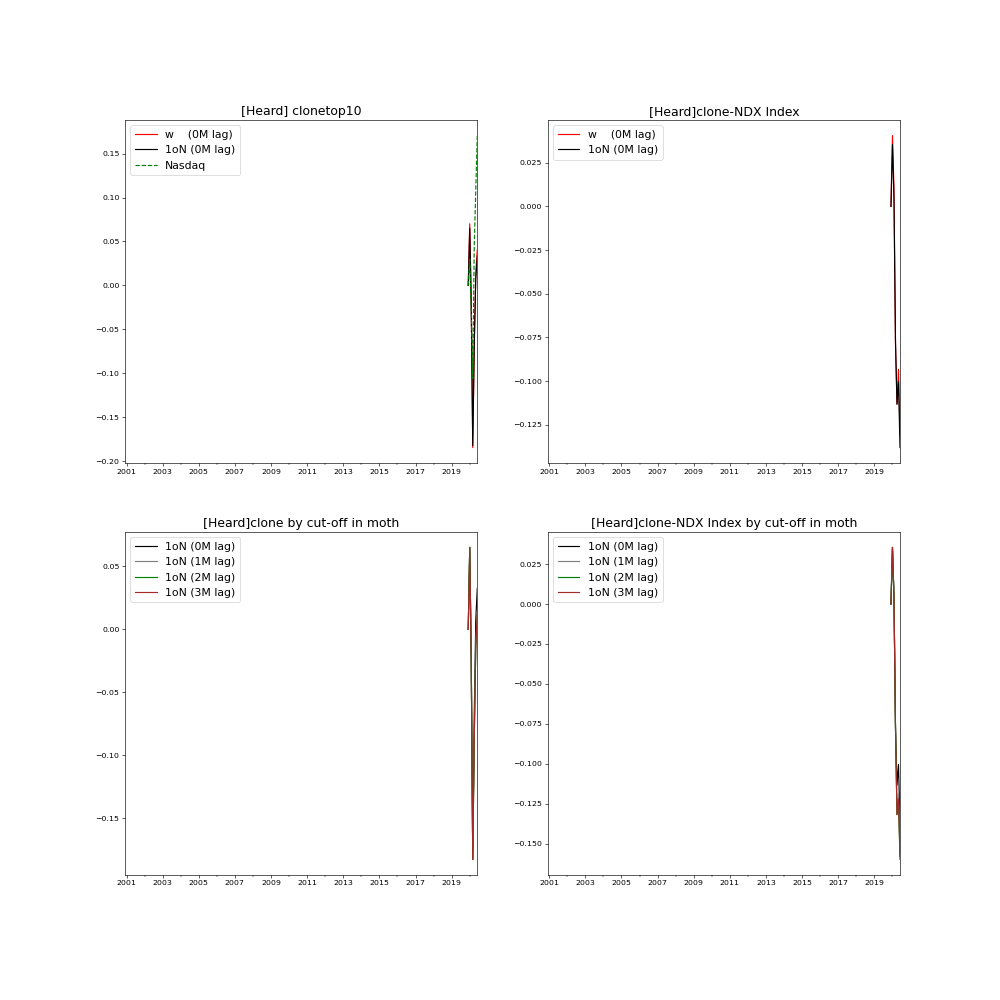 [Heard] clonetop10
w    (0M lag)
1oN (0M lag)
Nasdaq
0.15
0.10
0.05
0.00
−0.05
−0.10
−0.15
−0.20
2001 2003 2005 2007 2009 2011 2013 2015 2017 2019
[Heard]clone-NDX Index
w    (0M lag)
1oN (0M lag)
0.025
0.000
−0.025
−0.050
−0.075
−0.100
−0.125
2001 2003 2005 2007 2009 2011 2013 2015 2017 2019
[Heard]clone by cut-off in moth
1oN (0M lag)
1oN (1M lag)
1oN (2M lag)
1oN (3M lag)
0.05
0.00
−0.05
−0.10
−0.15
2001 2003 2005 2007 2009 2011 2013 2015 2017 2019
[Heard]clone-NDX Index by cut-off in moth
1oN (0M lag)
1oN (1M lag)
1oN (2M lag)
1oN (3M lag)
0.025
0.000
−0.025
−0.050
−0.075
−0.100
−0.125
−0.150
2001 2003 2005 2007 2009 2011 2013 2015 2017 2019